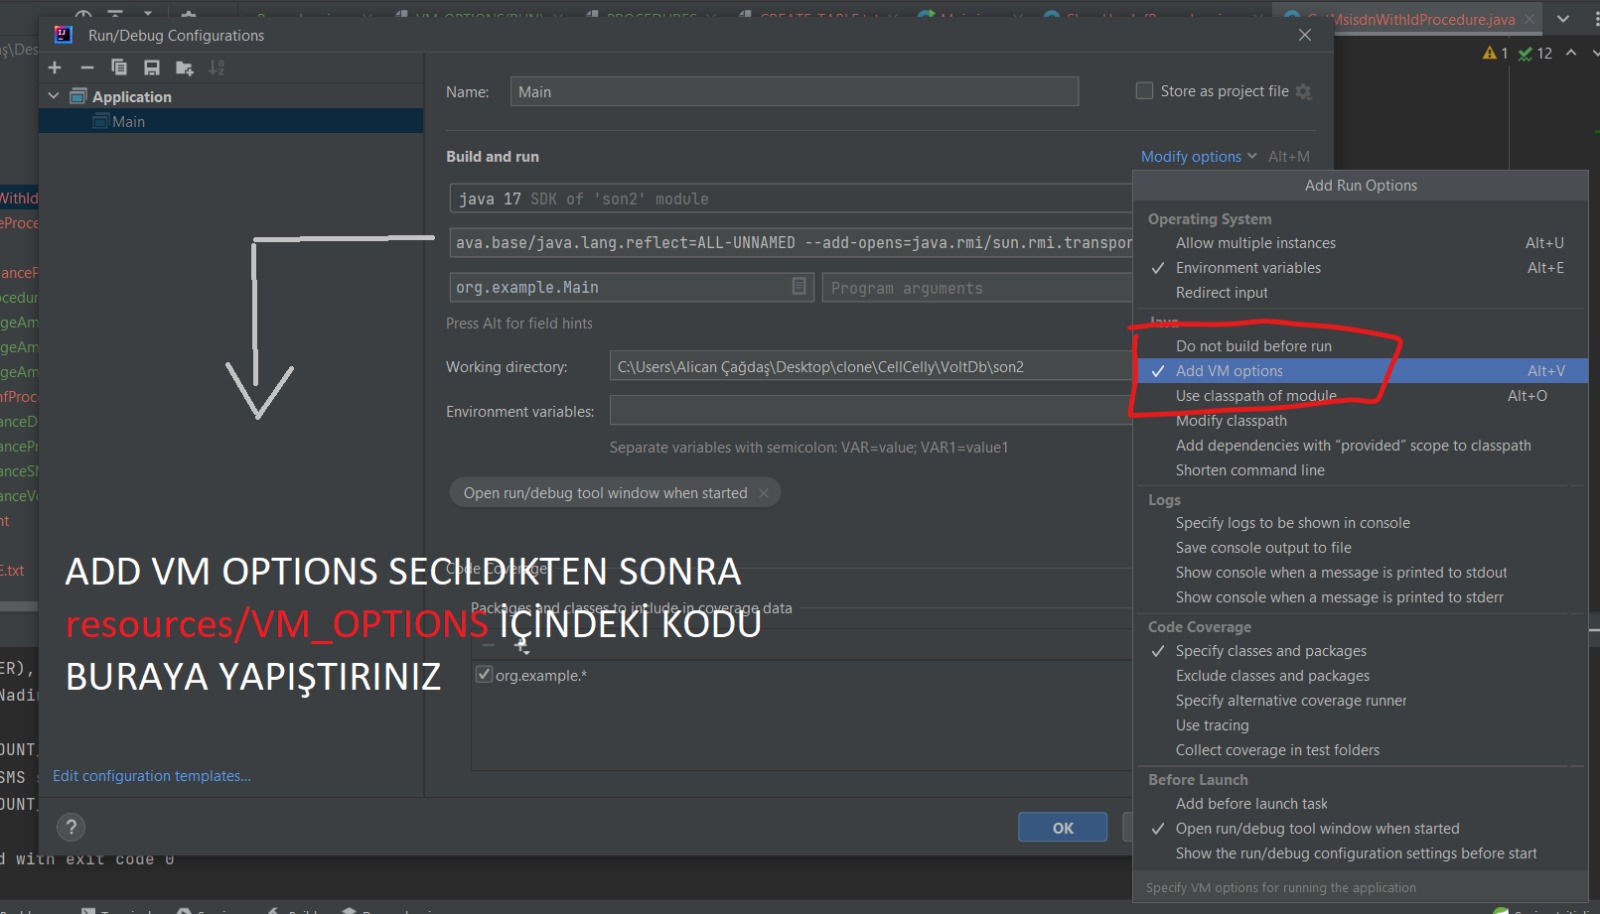 GetMsisdnWithIdProcedure.java
Run/Debug Configurations
1 12
Application
Main
Name: Main
Store as project file
Build and run
Modify options Alt+M
java 17 SDK of 'son2' module
ava.base/java.lang.reflect=ALL-UNNAMED --add-opens=java.rmi/sun.rmi.transpor
org.example.Main
Program arguments
Press Alt for field hints
Working directory: C:\Users\Alican Çağdaş\Desktop\clone\CellCelly\VoltDb\son2
Environment variables:
Separate variables with semicolon: VAR=value; VAR1=value1
Open run/debug tool window when started
Code Coverage
Packages and classes to include in coverage data
org.example.*
ADD VM OPTIONS SECILDIKTEN SONRA
resources/VM_OPTIONS İÇİNDEKİ KODU
BURAYA YAPIŞTIRINIZ
Edit configuration templates...
?
OK
Add Run Options
Operating System
Allow multiple instances Alt+U
Environment variables Alt+E
Redirect input
Java
Do not build before run
Add VM options Alt+V
Use classpath of module Alt+O
Modify classpath
Add dependencies with “provided” scope to classpath
Shorten command line
Logs
Specify logs to be shown in console
Save console output to file
Show console when a message is printed to stdout
Show console when a message is printed to stderr
Code Coverage
Specify classes and packages
Exclude classes and packages
Specify alternative coverage runner
Use tracing
Collect coverage in test folders
Before Launch
Add before launch task
Open run/debug tool window when started
Show the run/debug configuration settings before start
Specify VM options for running the application
d with exit code 0